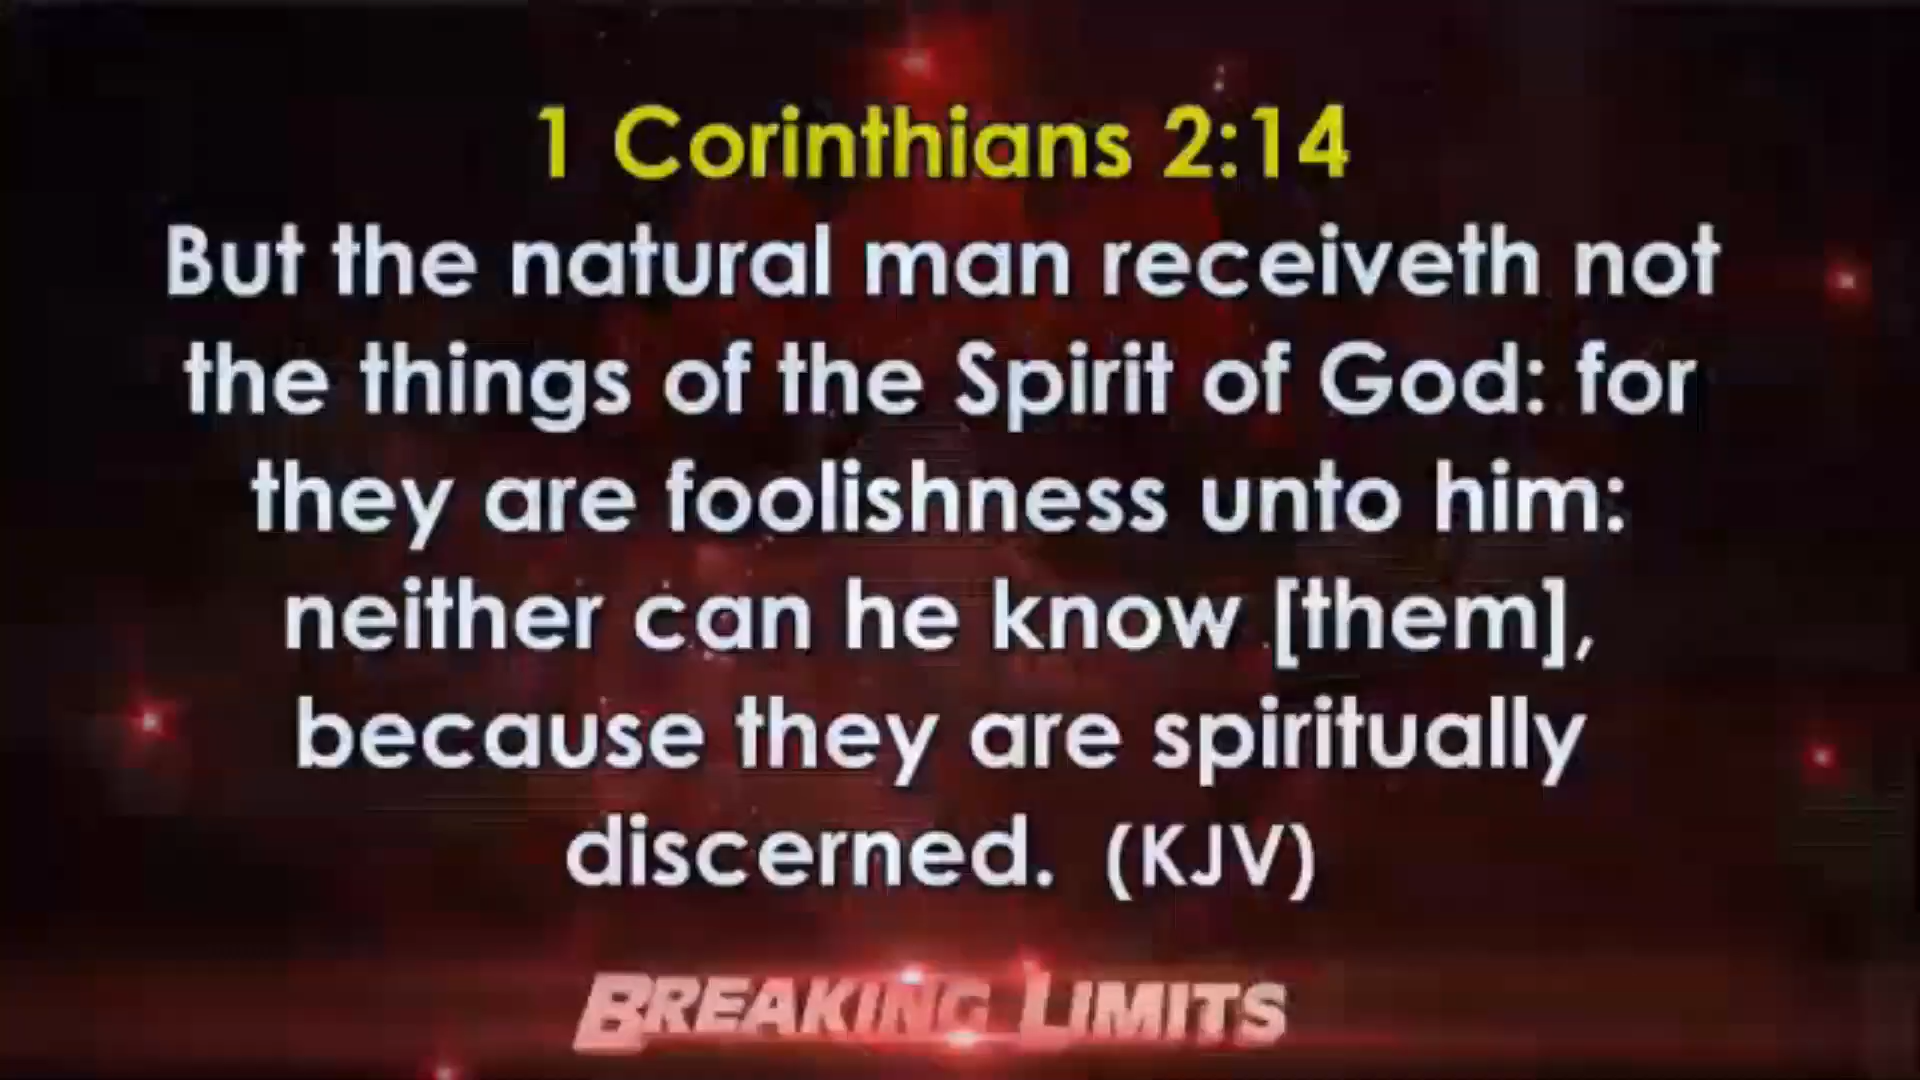 1 Corinthians 2:14
But the natural man receiveth not
the things of the Spirit of God: for
they are foolishness unto him:
neither can he know [them],
because they are spiritually
discerned. (KJV)
BREAKING LIMITS